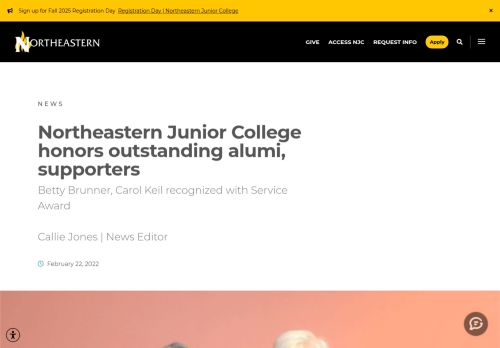 Sign up for Fall 2025 Registration Day Registration Day | Northeastern Junior College ×
NORTHEASTERN GIVE ACCESS NJC REQUEST INFO Apply
NEWS
Northeastern Junior College
honors outstanding alumi,
supporters
Betty Brunner, Carol Keil recognized with Service
Award
Callie Jones | News Editor
February 22, 2022